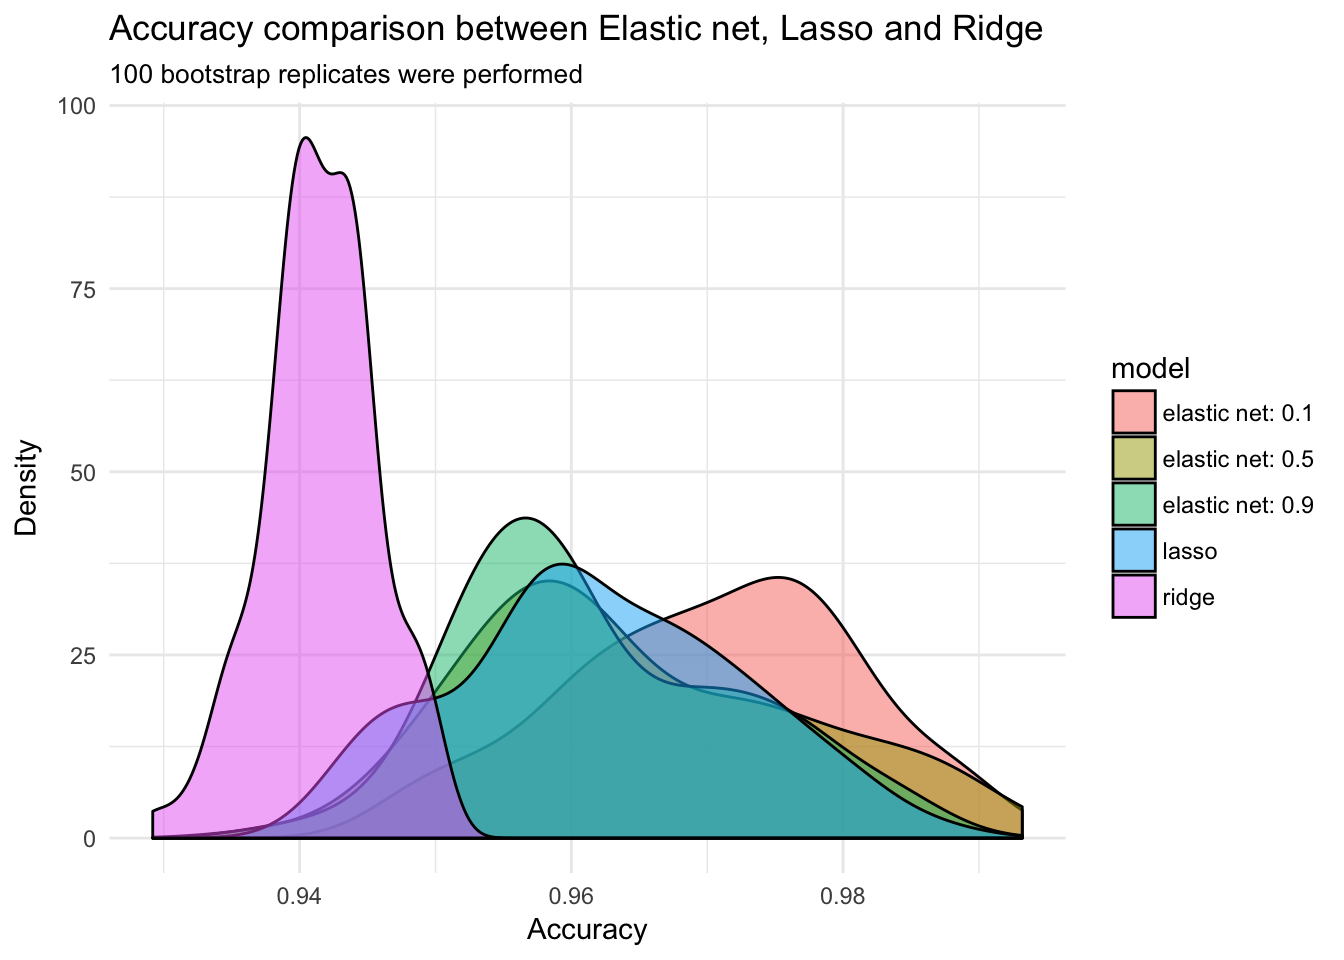 Accuracy comparison between Elastic net, Lasso and Ridge
100 bootstrap replicates were performed
100
75
50
25
0
Density
0.94
0.96
0.98
Accuracy
model
elastic net: 0.1
elastic net: 0.5
elastic net: 0.9
lasso
ridge